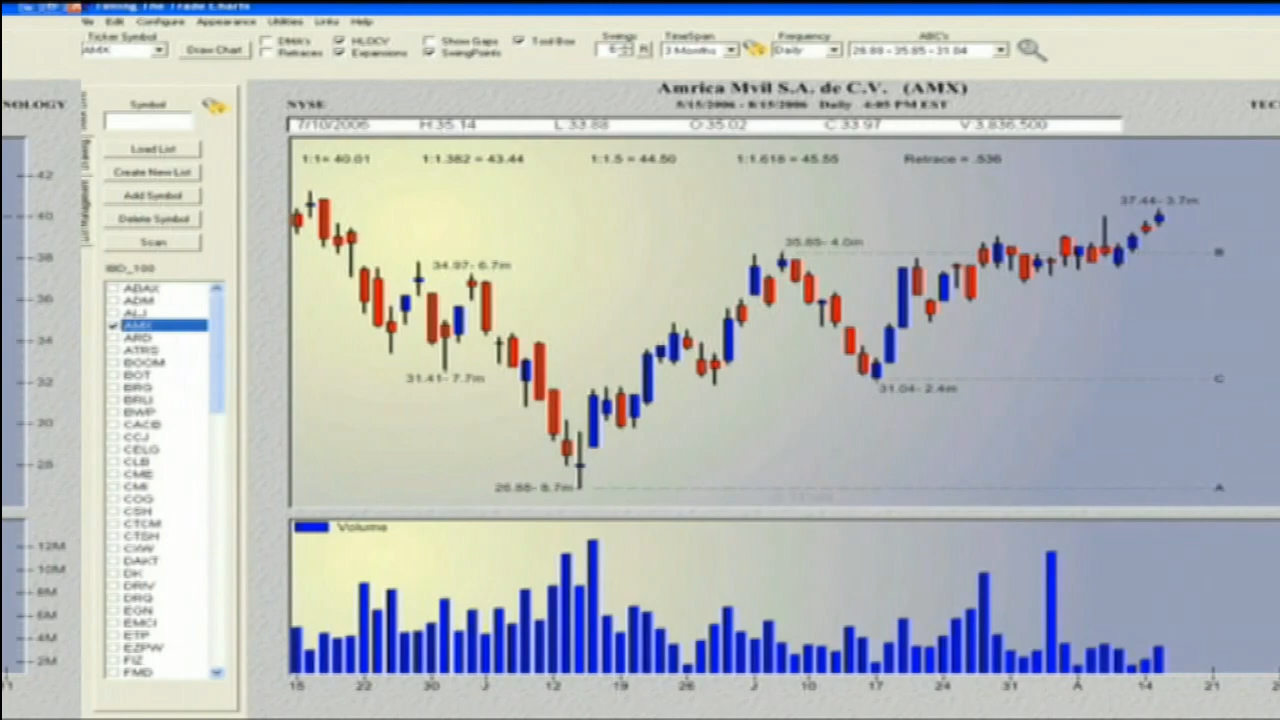 Timing The Trade Charts
File Edit Configure Appearance Utilities Links Help
Ticker Symbol
AMX
Draw Chart
DMA's HLOCV Show Gaps Tool Box
Retraces Expansions SwingPoints
Swings TimeSpan Frequency ABC's
6 R 3 Months Daily 26.88 - 35.85 - 31.04
Amrica Mvil S.A. de C.V. (AMX)
NYSE 5/15/2006 - 8/15/2006 Daily 4:05 PM EST TEC
7/10/2006 H:35.14 L:33.88 O:35.02 C:33.97 V:3,836,500
1:1= 40.01 1:1.382 = 43.44 1:1.5 = 44.50 1:1.618 = 45.55 Retrace = .536
NOLOGY
42
40
38
36
34
32
30
28
12M
10M
8M
6M
4M
2M
11
Symbol
Load List
Create New List
Add Symbol
Delete Symbol
Scan
List Management
IBD_100
ABAX
ADM
ALJ
AMX
ARD
ATRS
BOOM
BOT
BRG
BRLI
BWP
CACB
CCJ
CELG
CLB
CME
CMI
COG
CSH
CTCM
CTSH
CXW
DAKT
DK
DRIV
DRQ
EGN
EMCI
ETP
EZPW
FIZ
FMD
37.44- 3.7m
35.85- 4.0m B
34.97- 6.7m
31.41- 7.7m
31.04- 2.4m C
26.88- 8.7m A
Volume
15 22 30 J 12 19 26 J 10 17 24 31 A 14 21